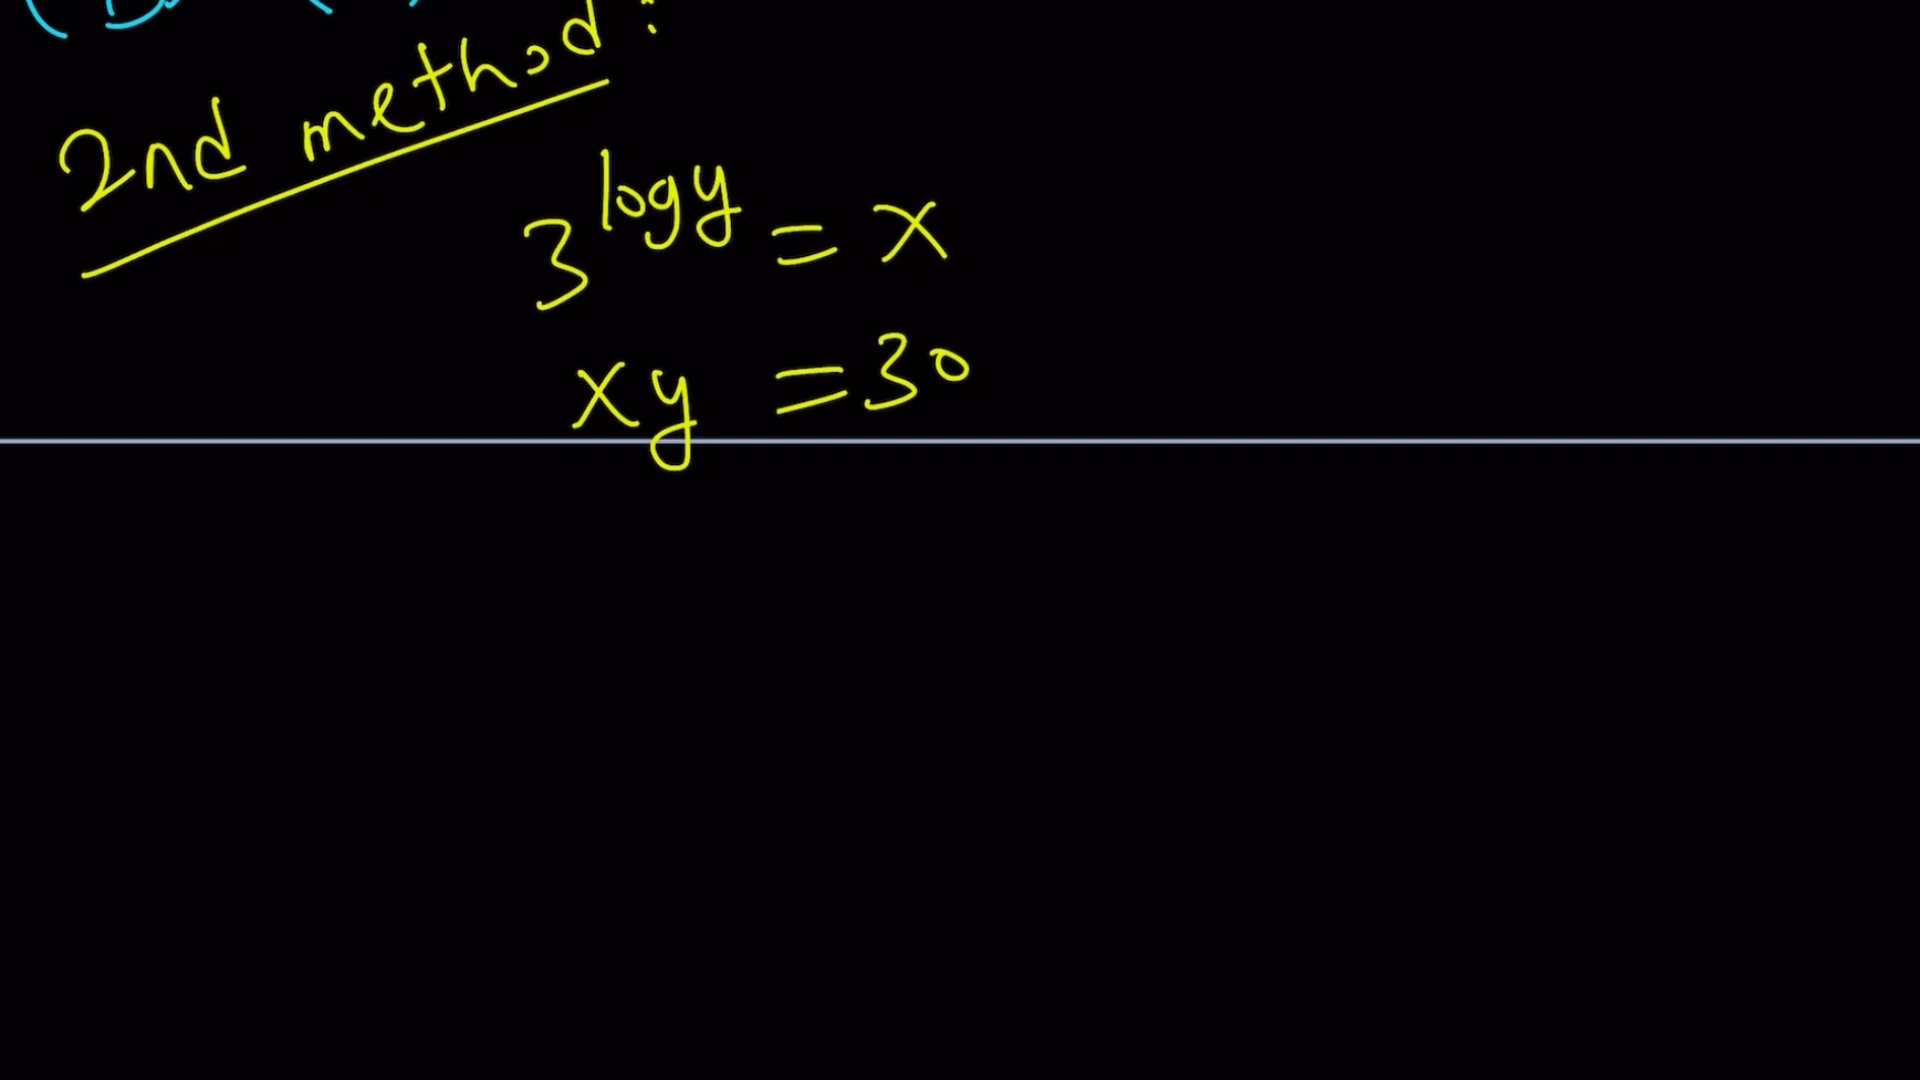 2nd method:
3^log y = x
xy = 30